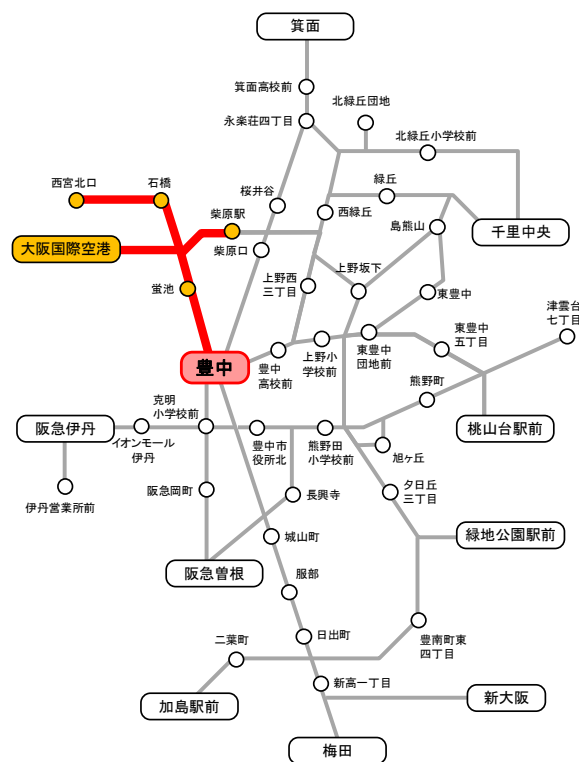 箕面
箕面高校前
北緑丘団地
永楽荘四丁目
北緑丘小学校前
西宮北口
石橋
桜井谷
緑丘
柴原駅
西緑丘
島熊山
千里中央
大阪国際空港
柴原口
上野西
三丁目
上野坂下
蛍池
東豊中
津雲台
七丁目
豊中
豊中
高校前
上野小
学校前
東豊中
団地前
東豊中
五丁目
熊野町
克明
小学校前
阪急伊丹
イオンモール
伊丹
豊中市
役所北
熊野田
小学校前
旭ヶ丘
桃山台駅前
伊丹営業所前
阪急岡町
長興寺
夕日丘
三丁目
城山町
緑地公園駅前
阪急曽根
服部
二葉町
日出町
豊南町東
四丁目
新高一丁目
加島駅前
新大阪
梅田